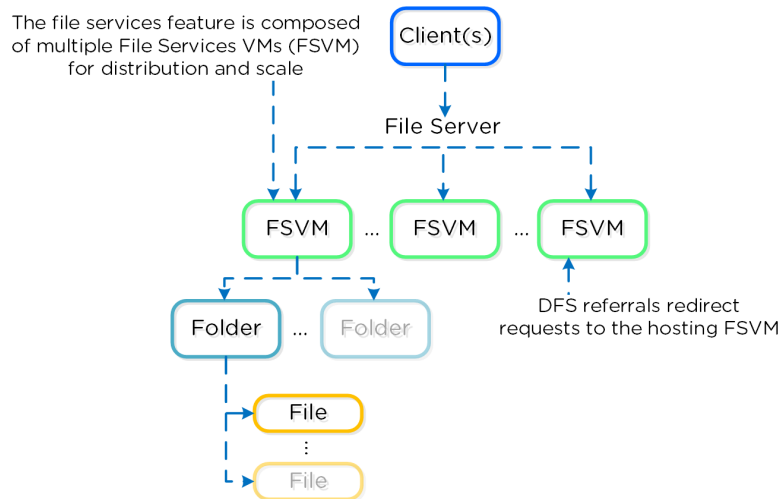 The file services feature is composed
of multiple File Services VMs (FSVM)
for distribution and scale
Client(s)
File Server
FSVM
...
FSVM
...
FSVM
Folder
...
Folder
DFS referrals redirect
requests to the hosting FSVM
File
...
File